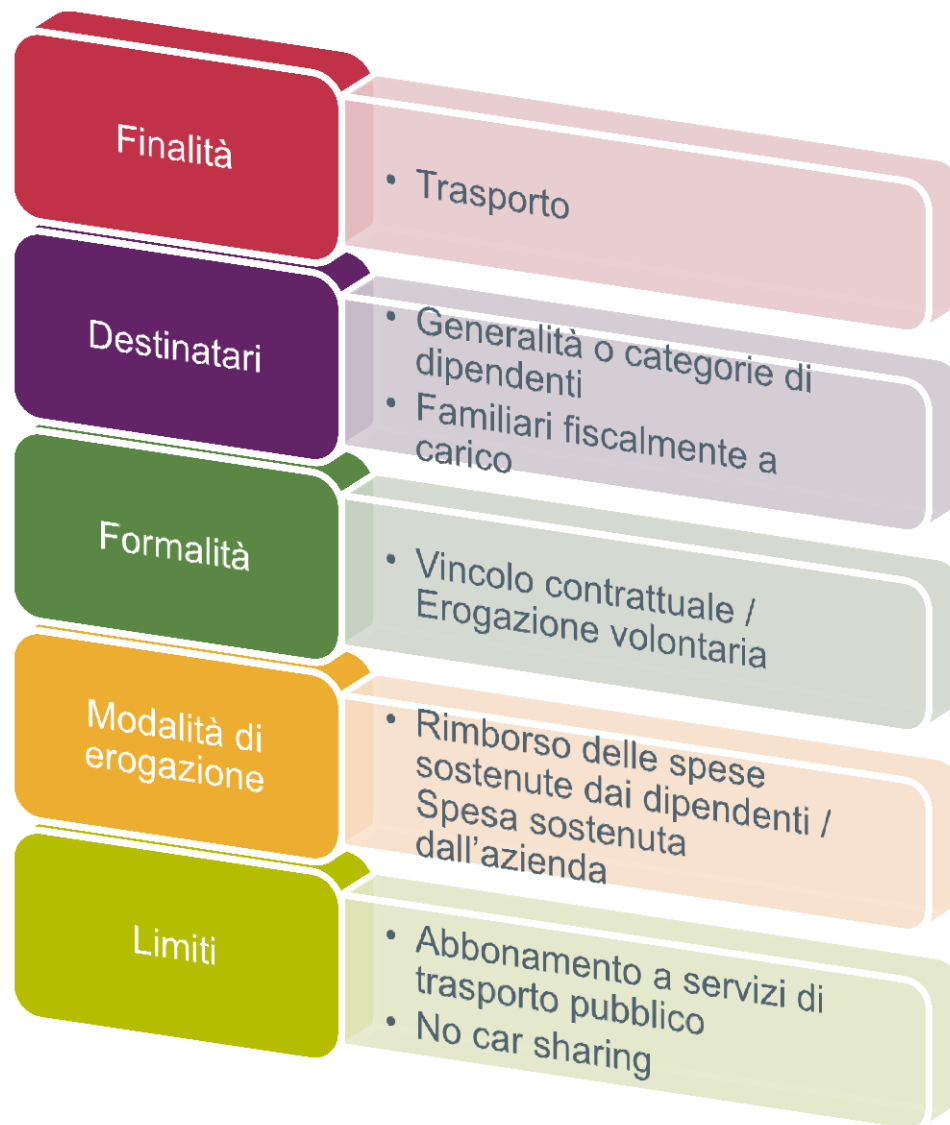 Finalità
• Trasporto
Destinatari
• Generalità o categorie di
dipendenti
• Familiari fiscalmente a
carico
Formalità
• Vincolo contrattuale /
Erogazione volontaria
Modalità di
erogazione
• Rimborso delle spese
sostenute dai dipendenti /
Spesa sostenuta
dall’azienda
Limiti
• Abbonamento a servizi di
trasporto pubblico
• No car sharing